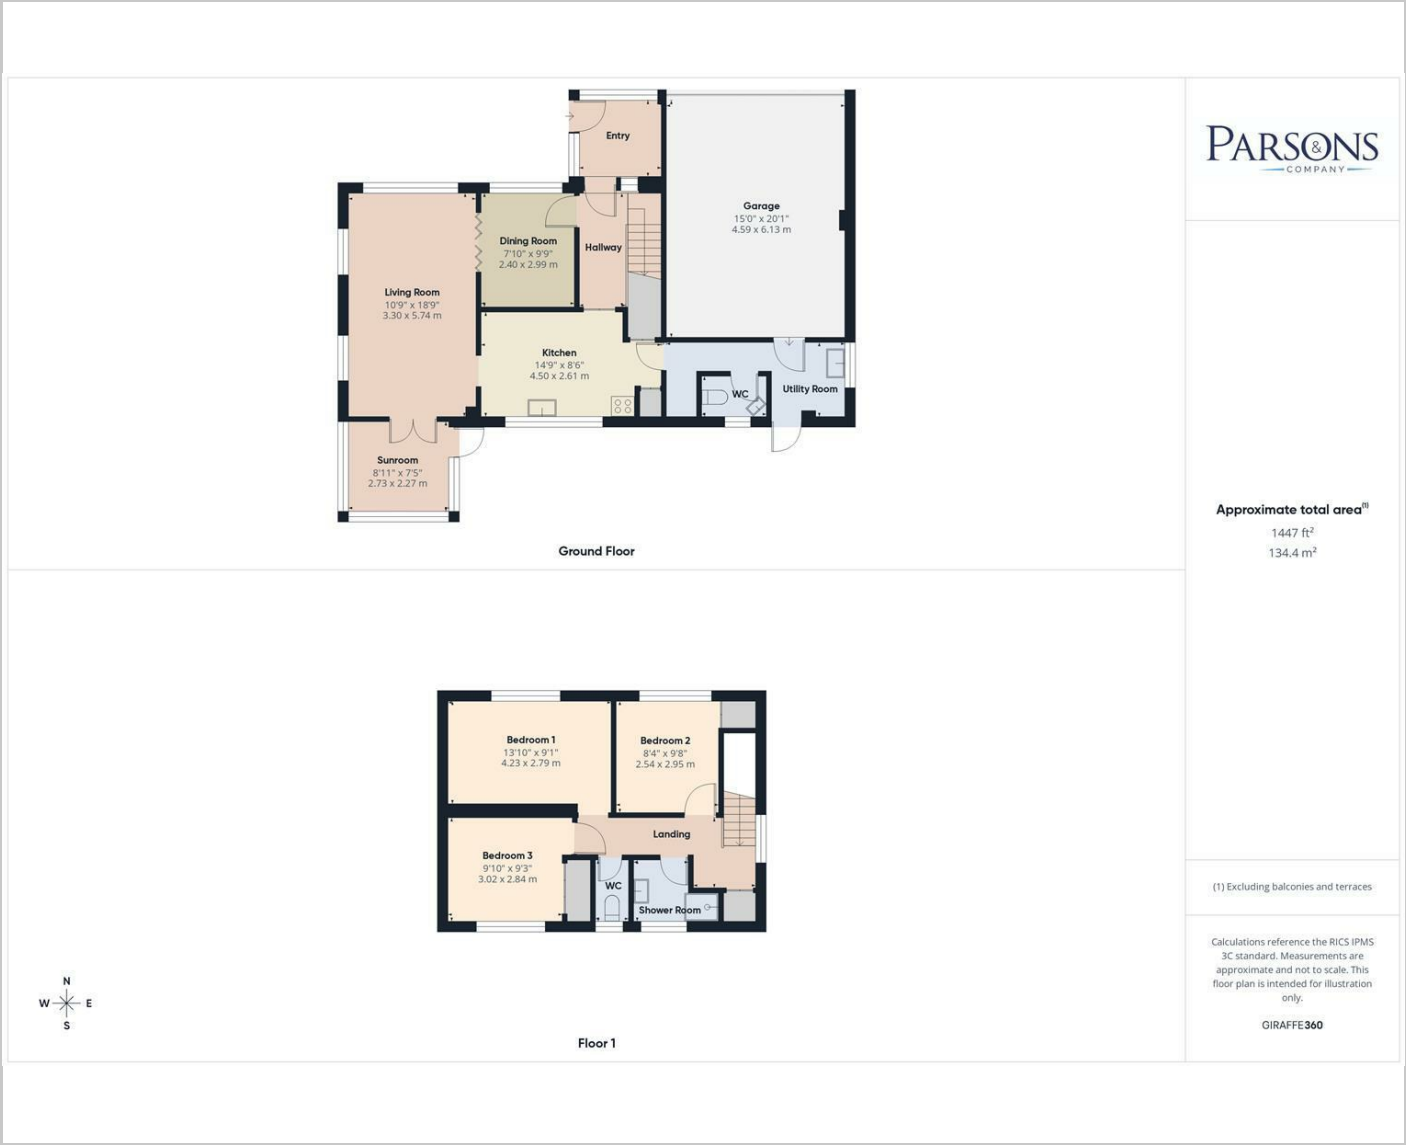 Entry
Garage
15'0" x 20'1"
4.59 x 6.13 m
Dining Room
7'10" x 9'9"
2.40 x 2.99 m
Hallway
Living Room
10'9" x 18'9"
3.30 x 5.74 m
Kitchen
14'9" x 8'6"
4.50 x 2.61 m
WC
Utility Room
Sunroom
8'11" x 7'5"
2.73 x 2.27 m
Ground Floor
Bedroom 1
13'10" x 9'1"
4.23 x 2.79 m
Bedroom 2
8'4" x 9'8"
2.54 x 2.95 m
Landing
Bedroom 3
9'10" x 9'3"
3.02 x 2.84 m
WC
Shower Room
N
W E
S
Floor 1
PARSONS
&
COMPANY
Approximate total area(1)
1447 ft²
134.4 m²
(1) Excluding balconies and terraces
Calculations reference the RICS IPMS
3C standard. Measurements are
approximate and not to scale. This
floor plan is intended for illustration
only.
GIRAFFE360